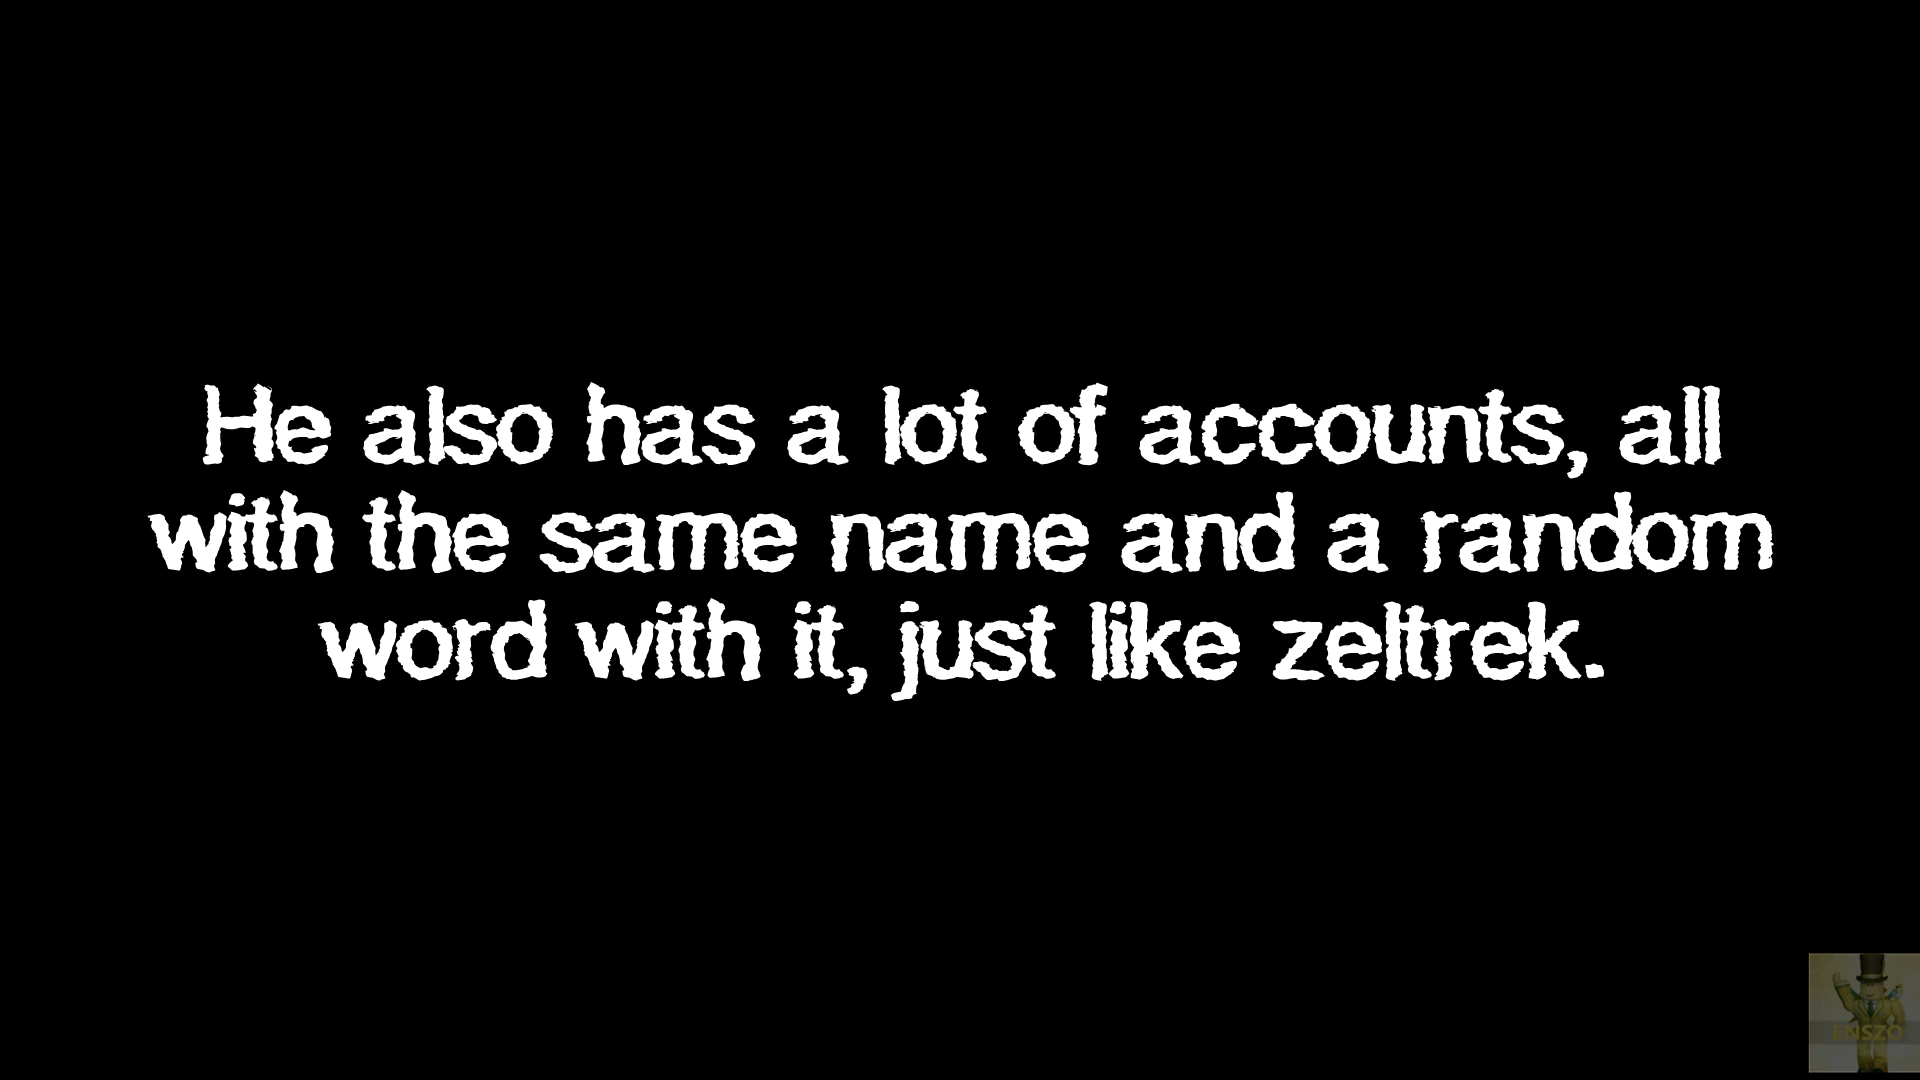 He also has a lot of accounts, all
with the same name and a random
word with it, just like zeltrek.
ENSZO